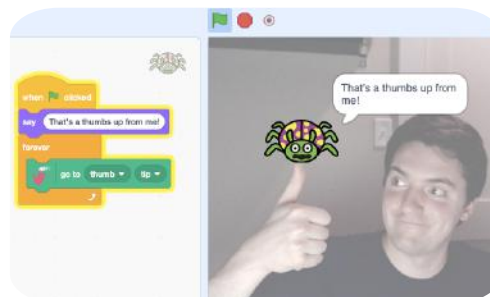 when clicked
say That's a thumbs up from me!
forever
go to thumb tip
That's a thumbs up from
me!